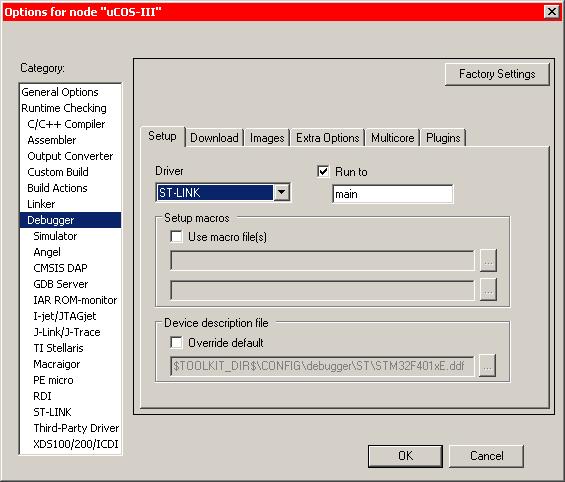 Options for node "uCOS-III"
Category:
General Options
Runtime Checking
C/C++ Compiler
Assembler
Output Converter
Custom Build
Build Actions
Linker
Debugger
Simulator
Angel
CMSIS DAP
GDB Server
IAR ROM-monitor
I-jet/JTAGjet
J-Link/J-Trace
TI Stellaris
Macraigor
PE micro
RDI
ST-LINK
Third-Party Driver
XDS100/200/ICDI
Factory Settings
Setup Download Images Extra Options Multicore Plugins
Driver
ST-LINK
Run to
main
Setup macros
Use macro file(s)
...
...
Device description file
Override default
$TOOLKIT_DIR$\CONFIG\debugger\ST\STM32F401xE.ddf
...
OK Cancel